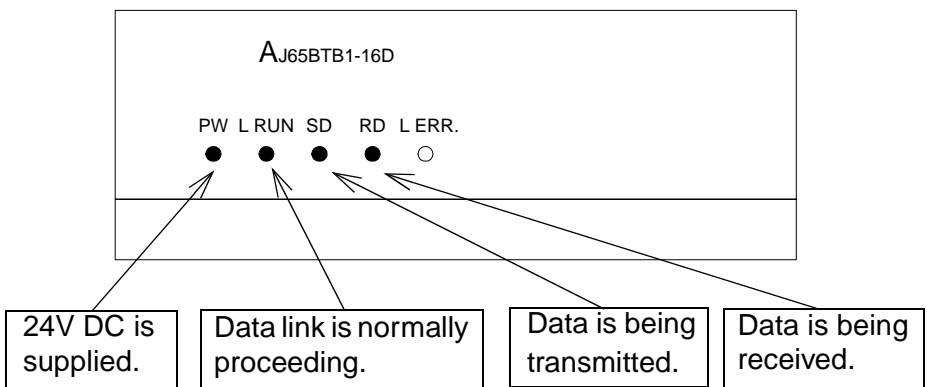 AJ65BTB1-16D
PW L RUN SD RD L ERR.
24V DC is
supplied.
Data link is normally
proceeding.
Data is being
transmitted.
Data is being
received.